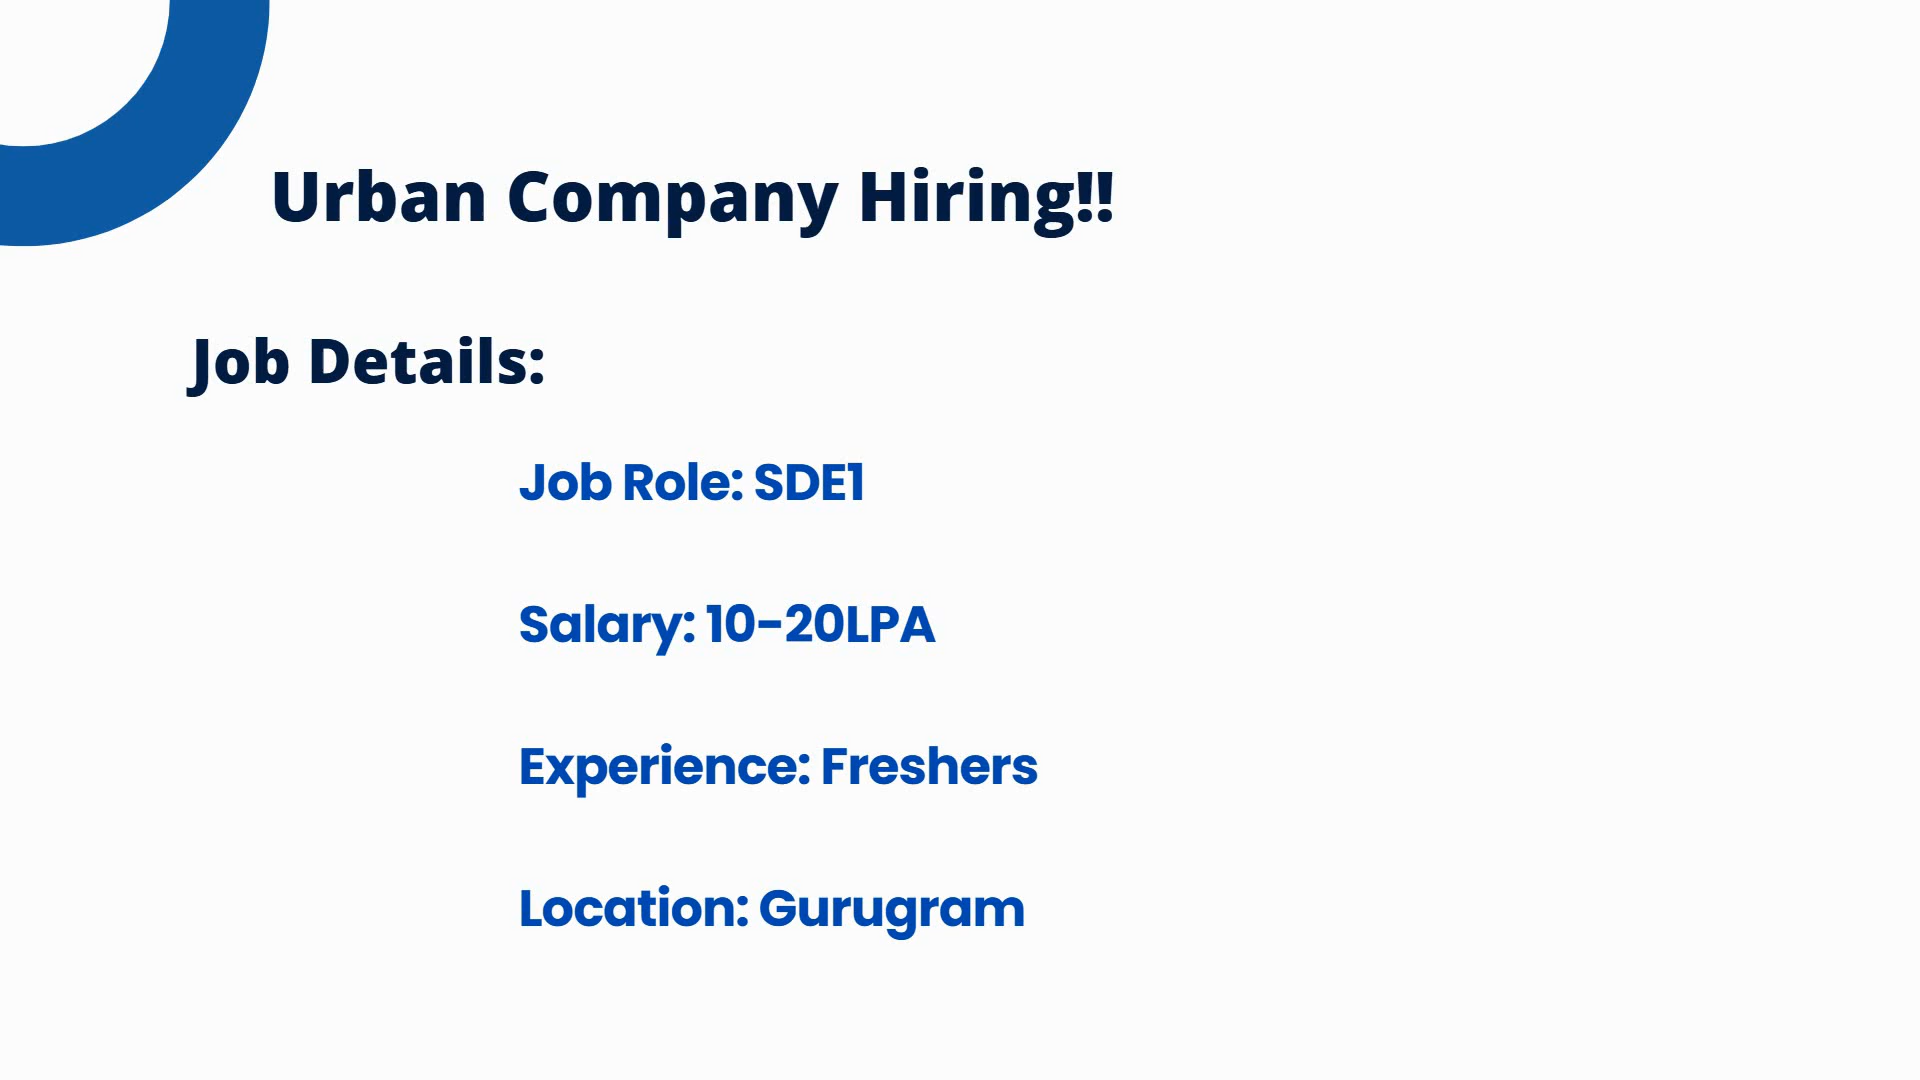 Urban Company Hiring!!
Job Details:
Job Role: SDE1
Salary: 10-20LPA
Experience: Freshers
Location: Gurugram